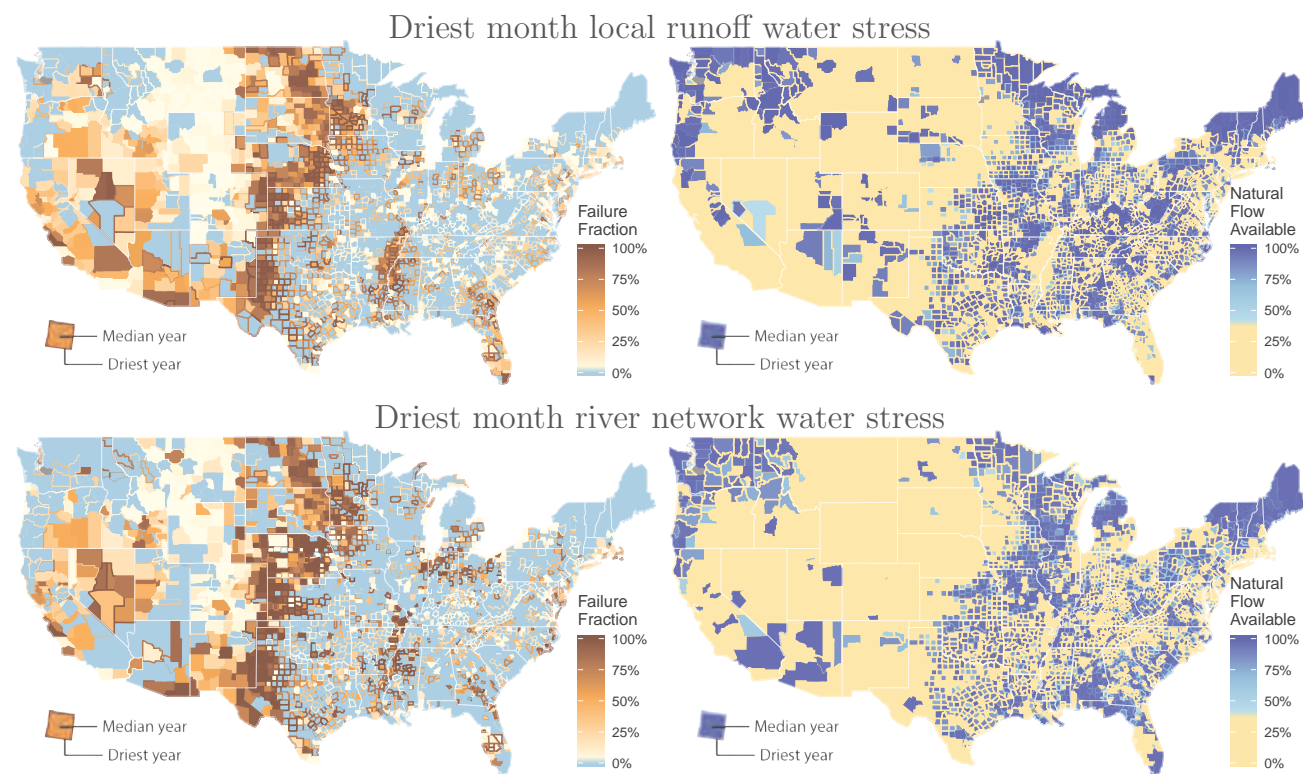 Driest month local runoff water stress
Failure
Fraction
100%
75%
50%
25%
0%
Median year
Driest year
Natural
Flow
Available
100%
75%
50%
25%
0%
Median year
Driest year
Driest month river network water stress
Failure
Fraction
100%
75%
50%
25%
0%
Median year
Driest year
Natural
Flow
Available
100%
75%
50%
25%
0%
Median year
Driest year